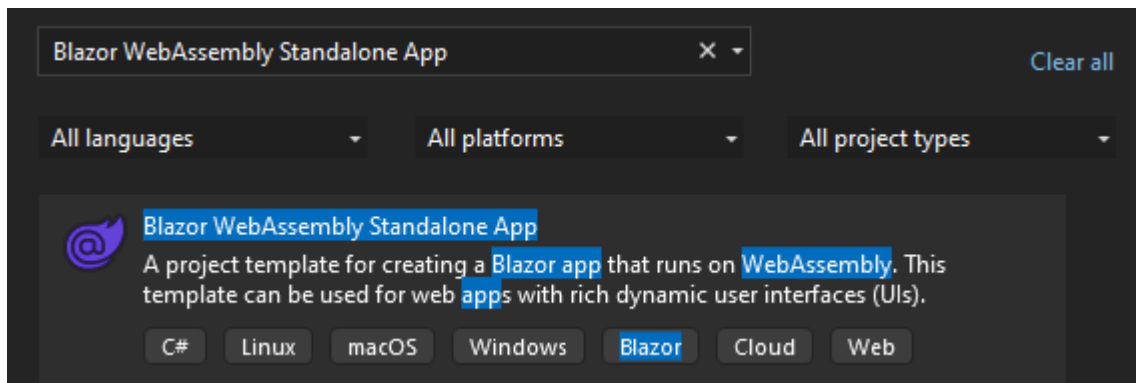 Blazor WebAssembly Standalone App
Clear all
All languages
All platforms
All project types
Blazor WebAssembly Standalone App
A project template for creating a Blazor app that runs on WebAssembly. This
template can be used for web apps with rich dynamic user interfaces (UIs).
C# Linux macOS Windows Blazor Cloud Web